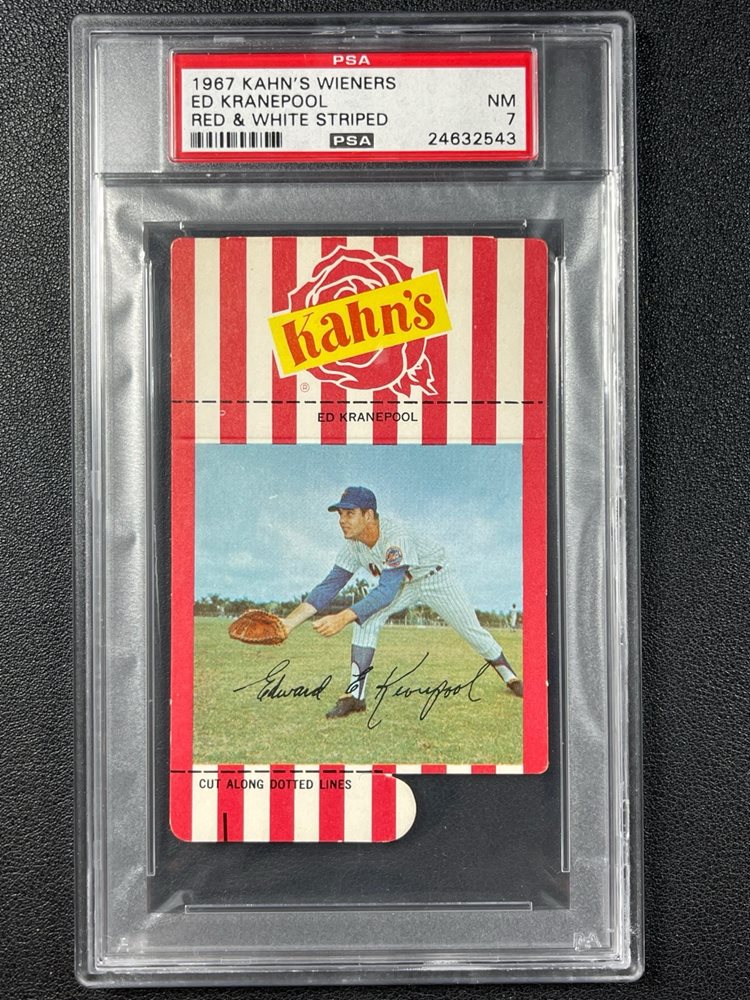 PSA
1967 KAHN'S WIENERS
ED KRANEPOOL NM
RED & WHITE STRIPED 7
PSA 24632543
Kahn's
®
ED KRANEPOOL
Edward E Kranepool
CUT ALONG DOTTED LINES